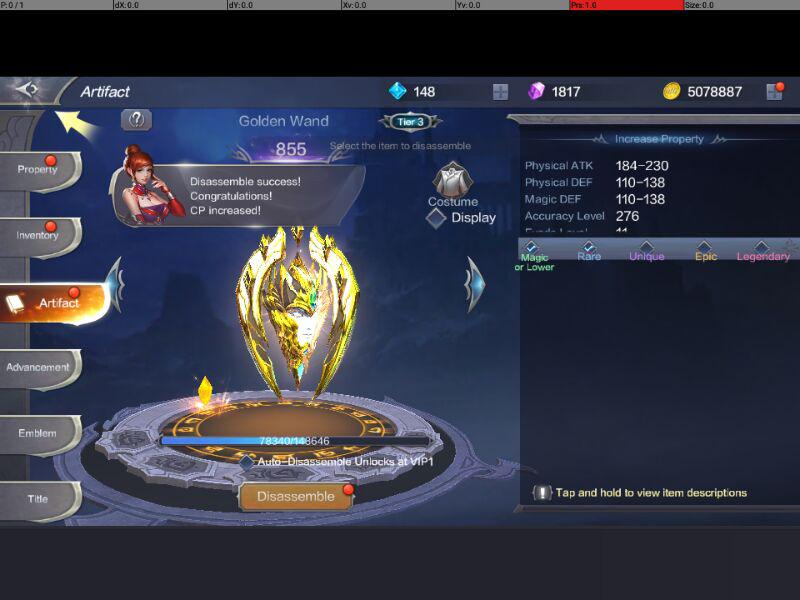 P: 0 / 1
dX: 0.0
dY: 0.0
Xv: 0.0
Yv: 0.0
Prs: 1.0
Size: 0.0
Artifact
148
1817
5078887
Golden Wand
Tier 3
Increase Property
855
Select the item to disassemble
Property
Disassemble success!
Congratulations!
CP increased!
Costume
Display
Physical ATK 184-230
Physical DEF 110-138
Magic DEF 110-138
Accuracy Level 276
Inventory
Magic or Lower
Rare
Unique
Epic
Legendary
Artifact
Advancement
Emblem
78340/148646
Auto-Disassemble Unlocks at VIP1
Title
Disassemble
Tap and hold to view item descriptions